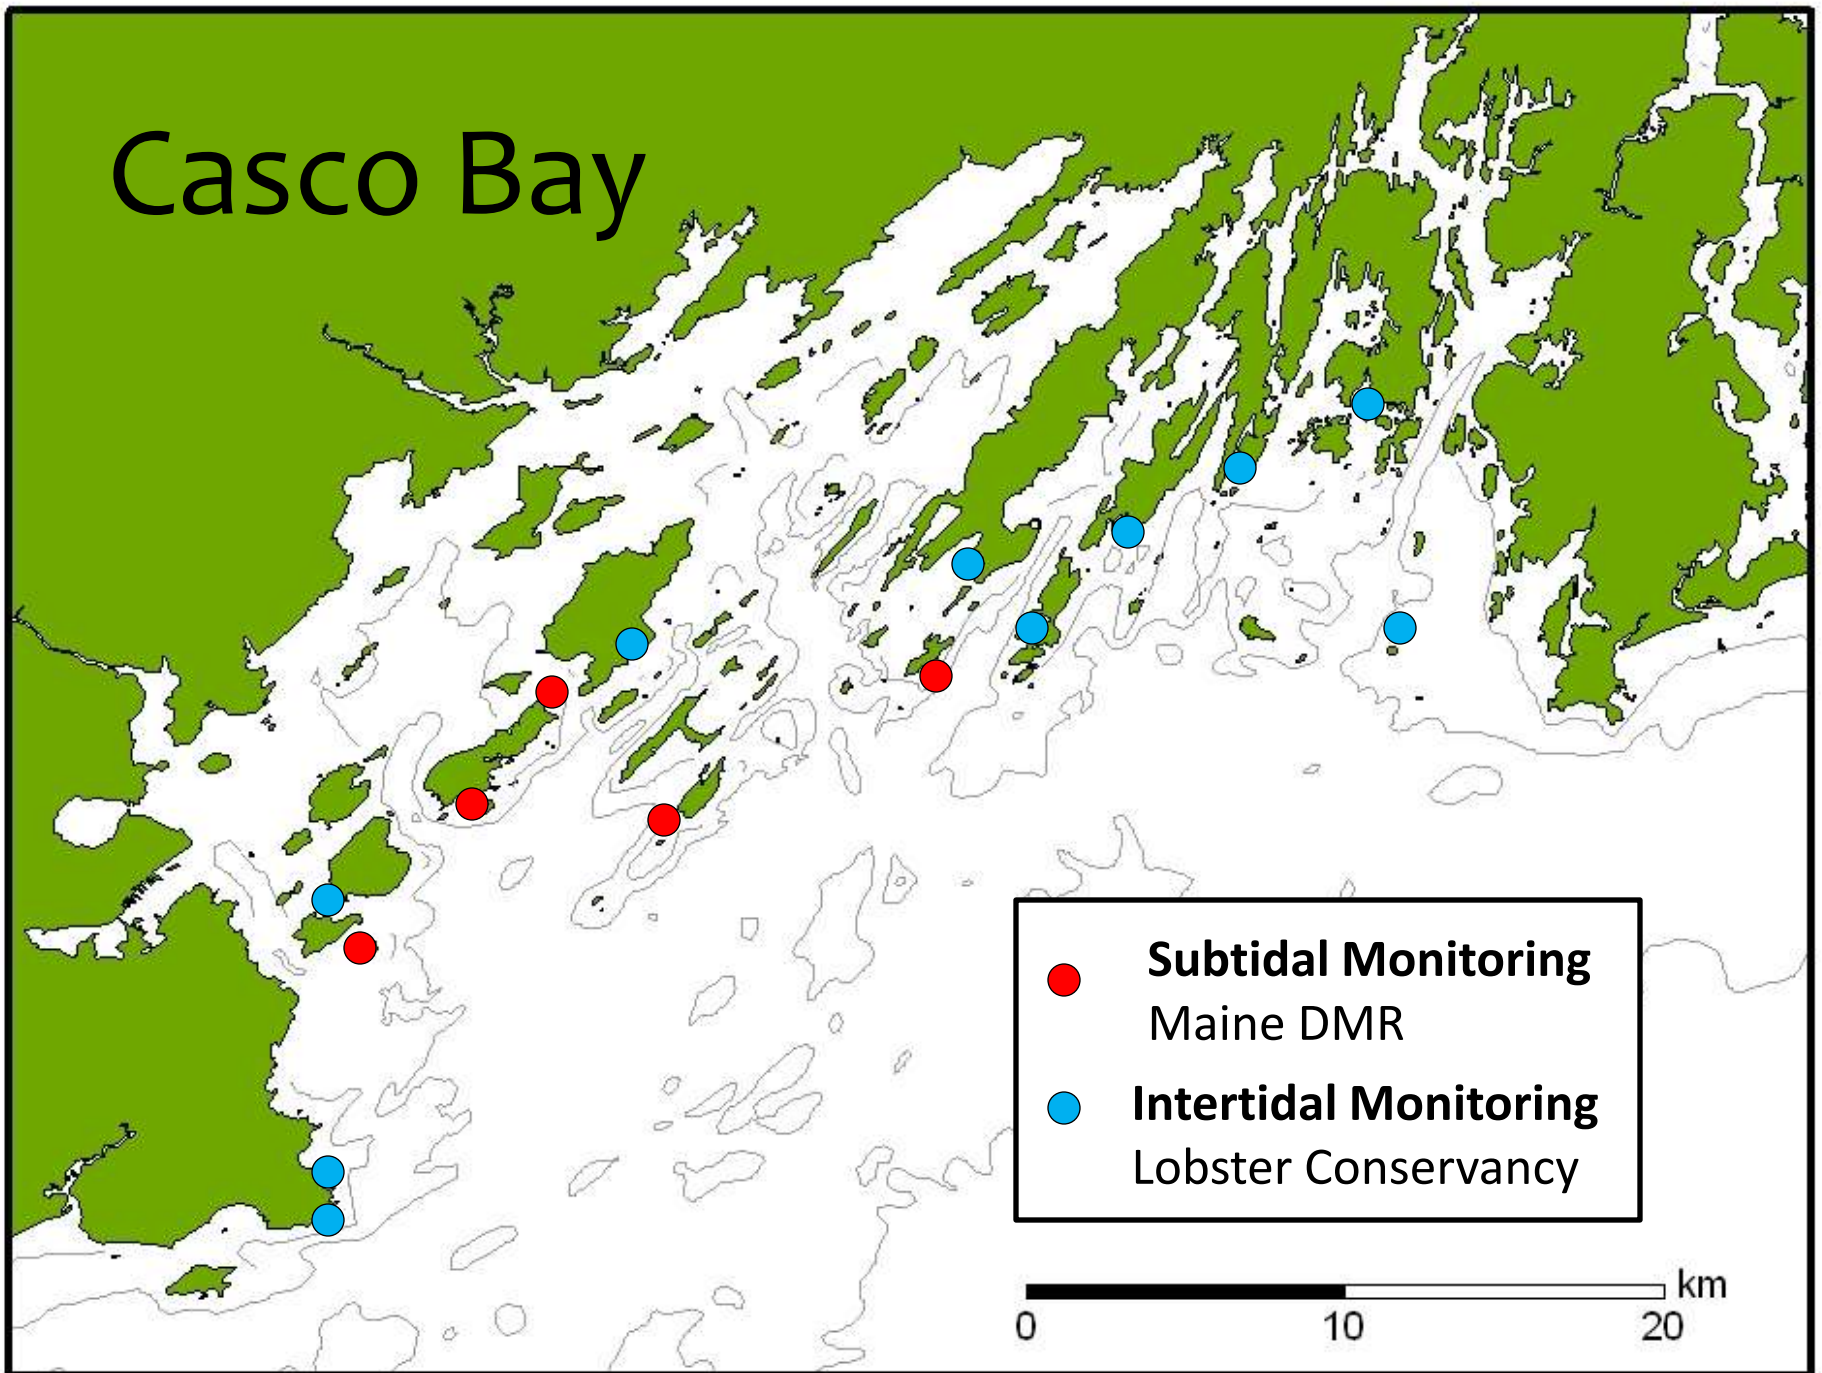 Casco Bay
Subtidal Monitoring
Maine DMR
Intertidal Monitoring
Lobster Conservancy
km
0 10 20